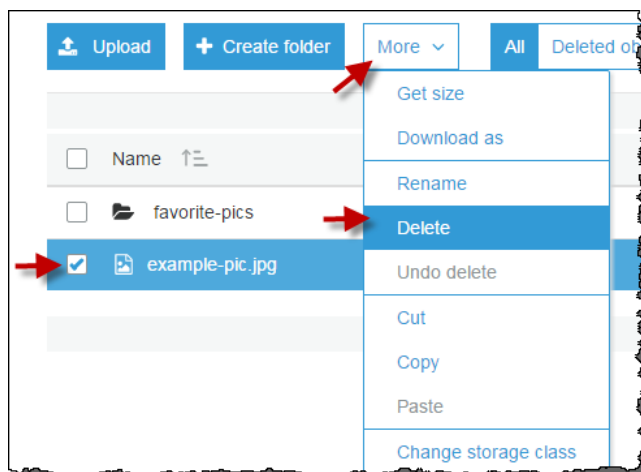 Upload + Create folder More All Deleted ob
Get size
Download as
Name
Rename
favorite-pics
Delete
example-pic.jpg
Undo delete
Cut
Copy
Paste
Change storage class